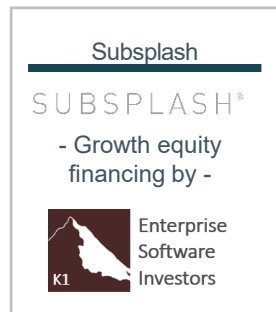 Subsplash
SUBSPLASH®
- Growth equity
financing by -
Enterprise
Software
K1 Investors